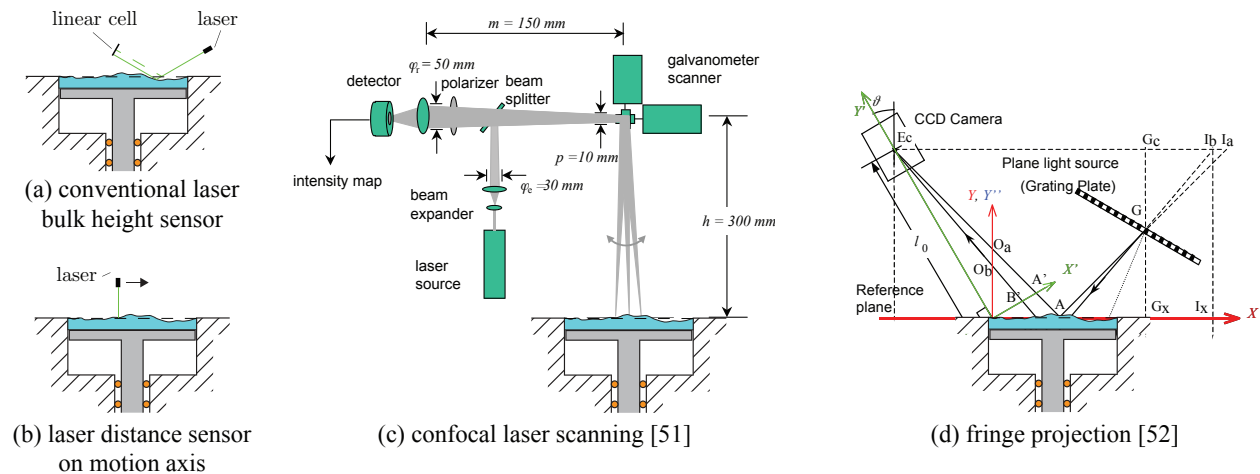 linear cell
laser
(a) conventional laser
bulk height sensor
laser
(b) laser distance sensor
on motion axis
m = 150 mm
detector
φr = 50 mm
polarizer
beam
splitter
galvanometer
scanner
intensity map
p = 10 mm
φe = 30 mm
beam
expander
h = 300 mm
laser
source
(c) confocal laser scanning [51]
Y'
ϑ
CCD Camera
Ec
Gc
Ib
Ia
Plane light source
(Grating Plate)
G
Y, Y''
l0
Oa
Ob
A'
X'
B'
A
Reference
plane
Gx
Ix
X
(d) fringe projection [52]